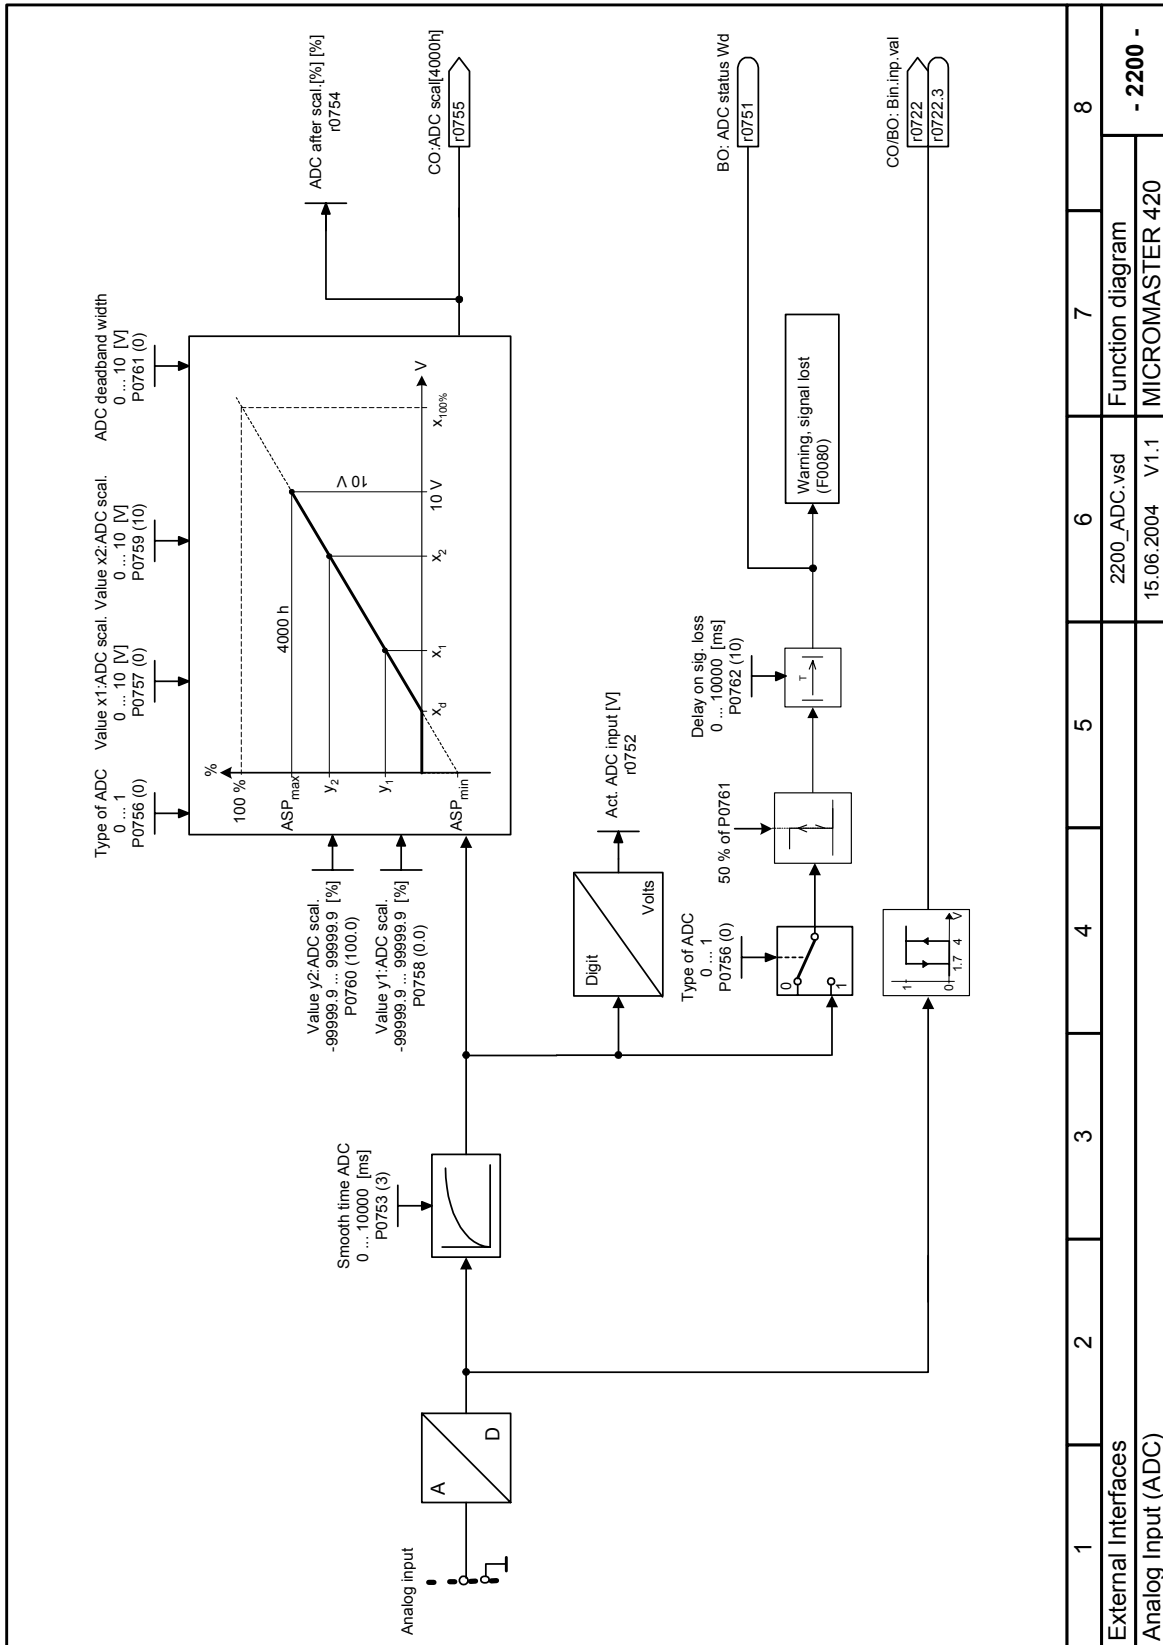 Analog input
A
D
Smooth time ADC
0 ... 10000 [ms]
P0753 (3)
Type of ADC
0 ... 1
P0756 (0)
Value x1:ADC scal.
0 ... 10 [V]
P0757 (0)
Value x2:ADC scal.
0 ... 10 [V]
P0759 (10)
ADC deadband width
0 ... 10 [V]
P0761 (0)
Value y2:ADC scal.
-99999.9 ... 99999.9 [%]
P0760 (100.0)
Value y1:ADC scal.
-99999.9 ... 99999.9 [%]
P0758 (0.0)
%
100 %
ASPmax
y2
y1
ASPmin
4000 h
10 V
xd
x1
x2
10 V
x100%
V
ADC after scal.[%] [%]
r0754
CO:ADC scal[4000h]
r0755
Digit
Volts
Act. ADC input [V]
r0752
Type of ADC
0 ... 1
P0756 (0)
0
1
50 % of P0761
Delay on sig. loss
0 ... 10000 [ms]
P0762 (10)
T
Warning, signal lost
(F0080)
BO: ADC status Wd
r0751
1
0
1.7 4
V
CO/BO: Bin.inp.val
r0722
r0722.3
1 2 3 4 5 6 7 8
External Interfaces
2200_ADC.vsd
Function diagram
- 2200 -
Analog Input (ADC)
15.06.2004 V1.1
MICROMASTER 420